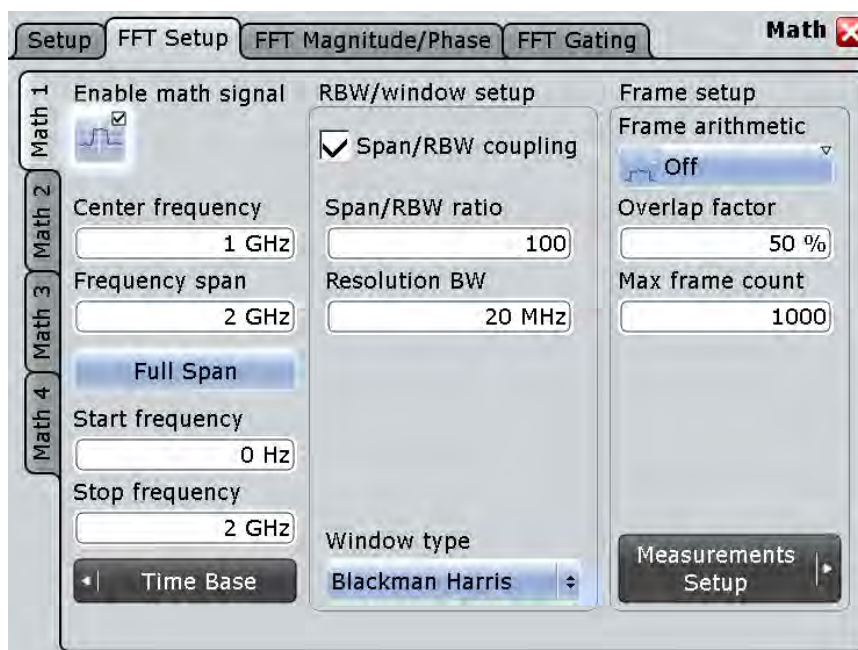 Setup
FFT Setup
FFT Magnitude/Phase
FFT Gating
Math
Math 1
Math 2
Math 3
Math 4
Enable math signal
Center frequency
1 GHz
Frequency span
2 GHz
Full Span
Start frequency
0 Hz
Stop frequency
2 GHz
Time Base
RBW/window setup
Span/RBW coupling
Span/RBW ratio
100
Resolution BW
20 MHz
Window type
Blackman Harris
Frame setup
Frame arithmetic
Off
Overlap factor
50 %
Max frame count
1000
Measurements
Setup